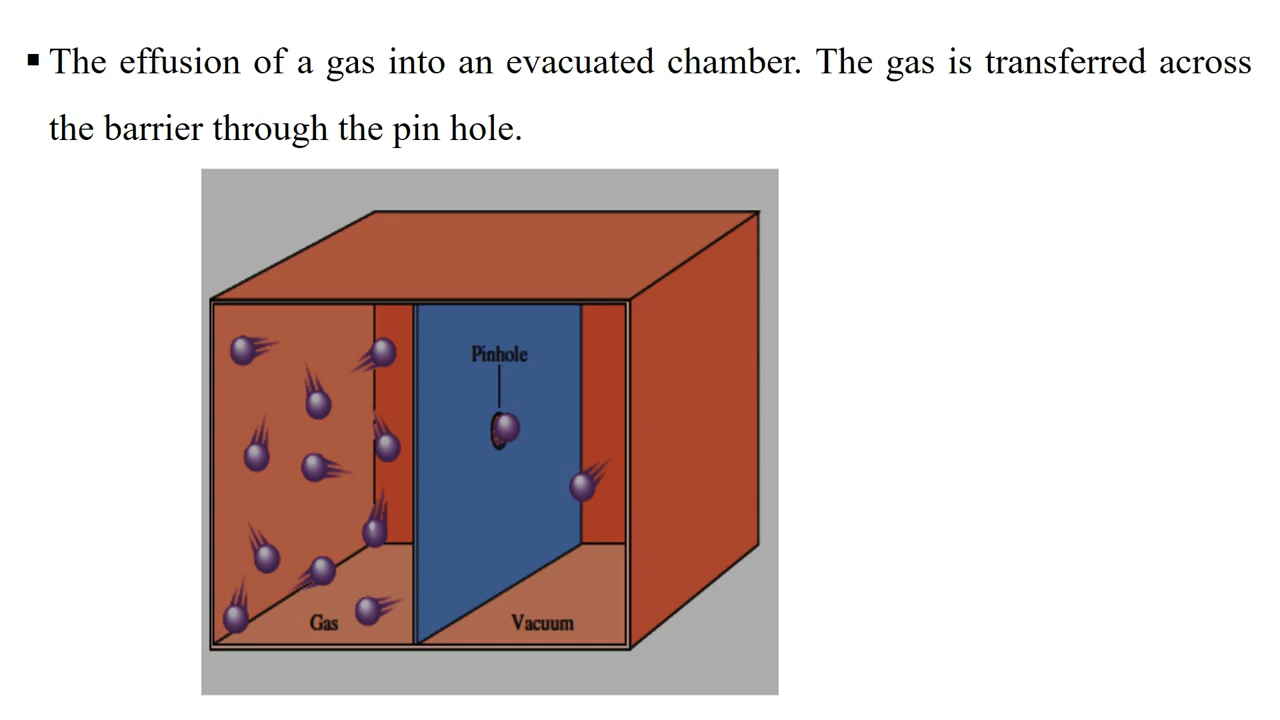 ▪ The effusion of a gas into an evacuated chamber. The gas is transferred across
the barrier through the pin hole.
Pinhole
Gas
Vacuum